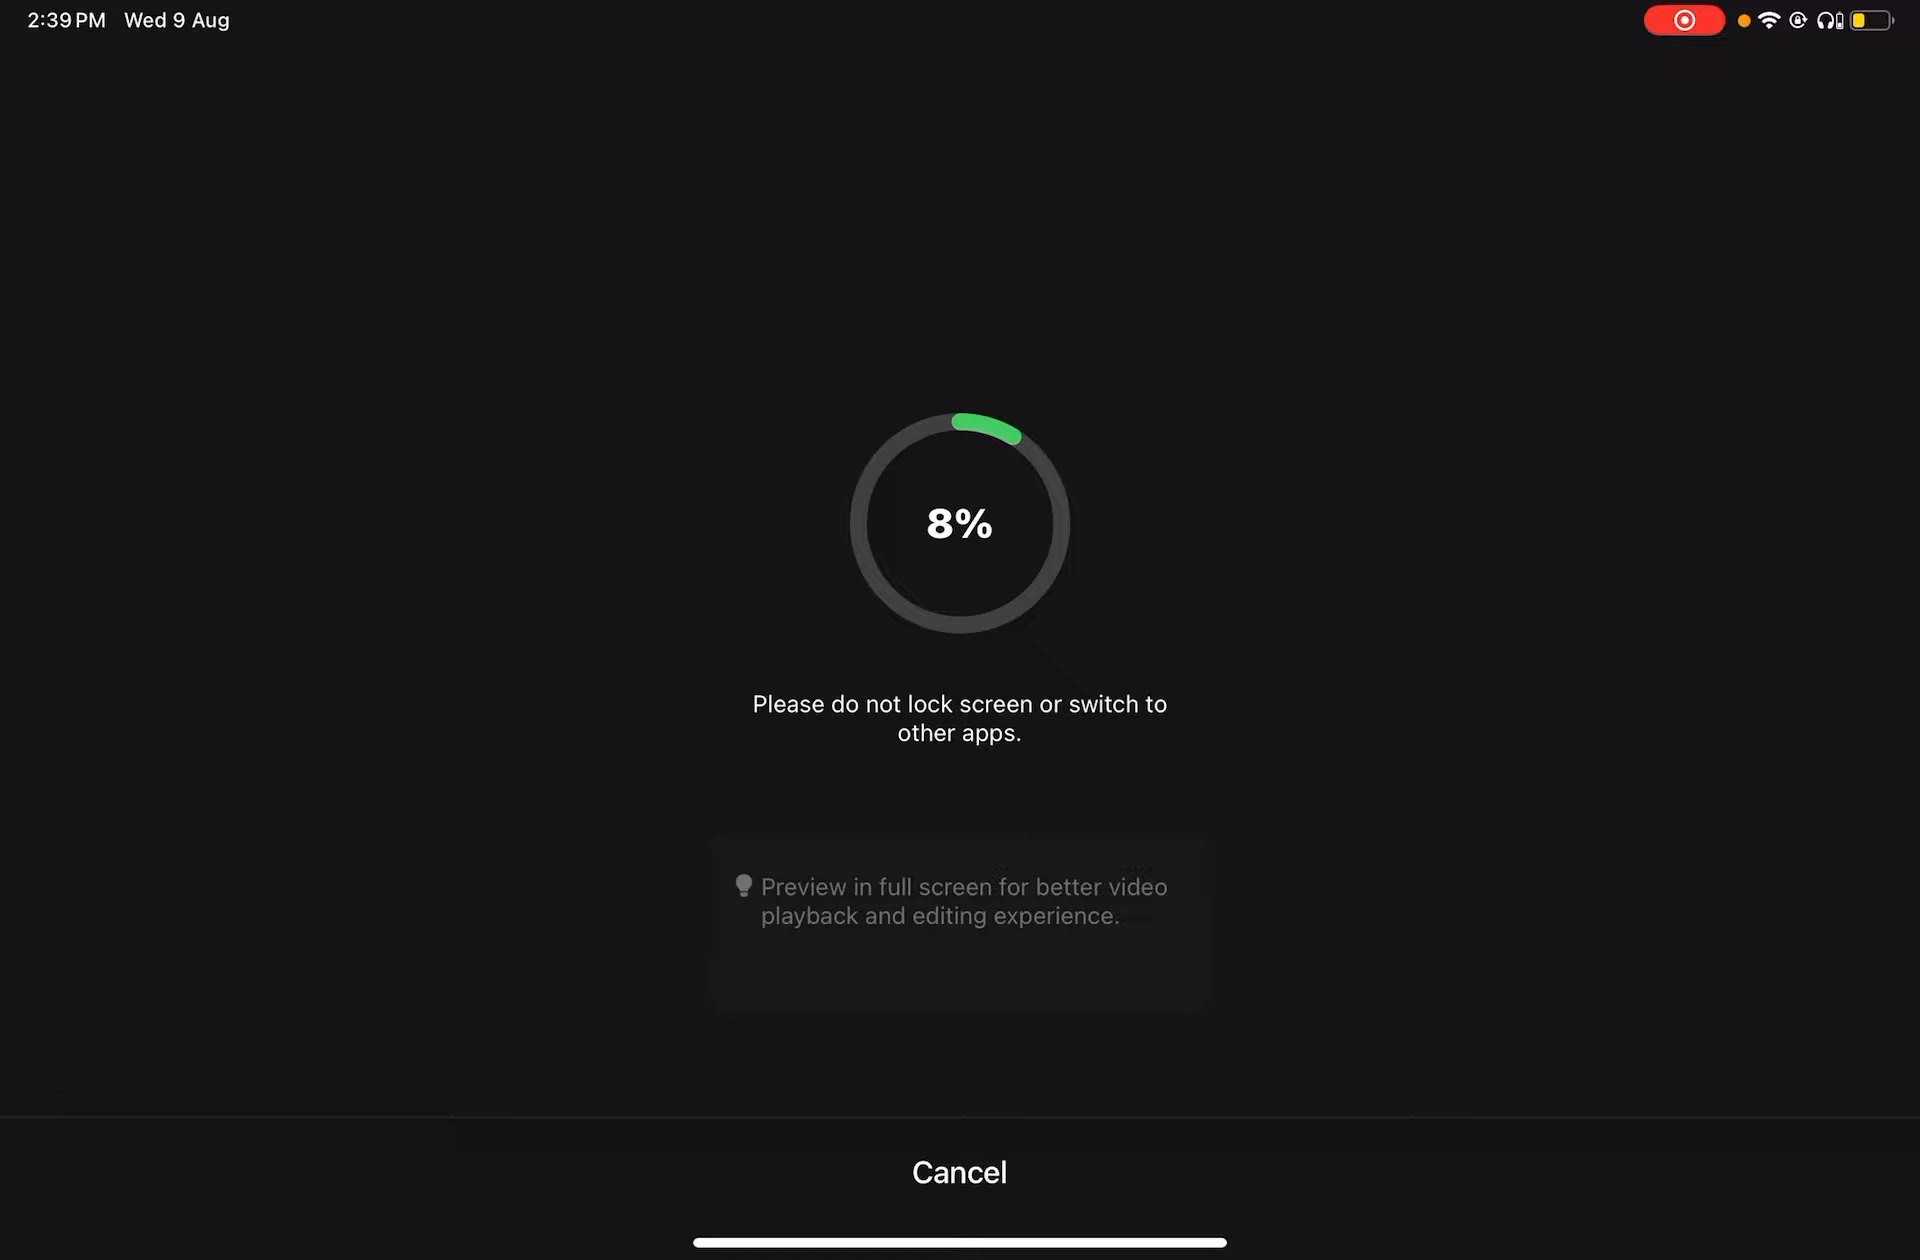 2:39 PM Wed 9 Aug
8%
Please do not lock screen or switch to
other apps.
Preview in full screen for better video
playback and editing experience.
Cancel